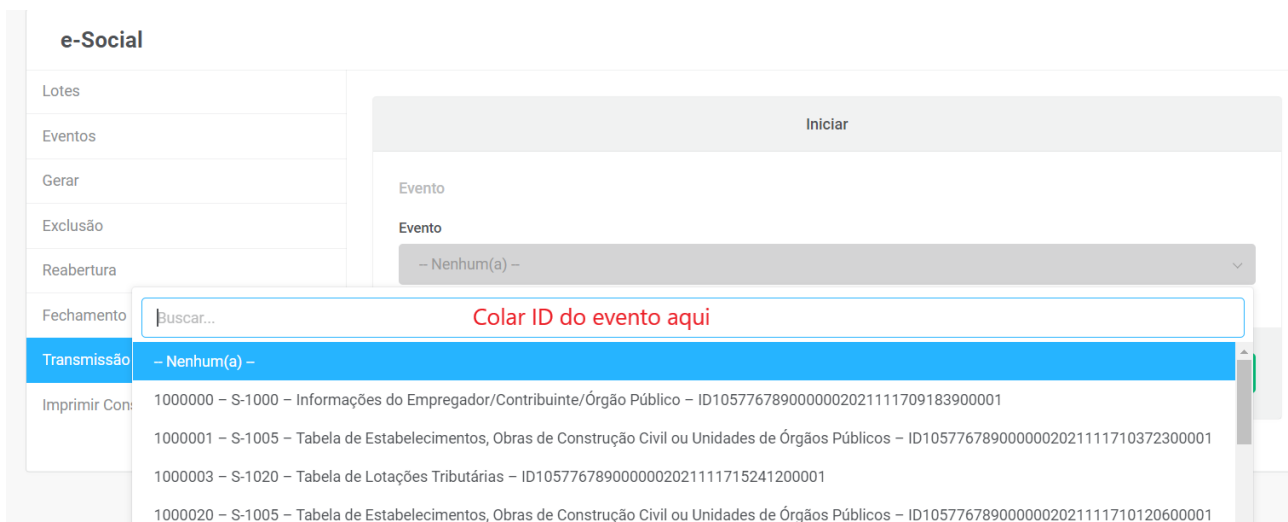 e-Social
Lotes
Eventos
Gerar
Exclusão
Reabertura
Fechamento
Transmissão
Imprimir Con
Iniciar
Evento
Evento
-- Nenhum(a) --
Buscar...
Colar ID do evento aqui
-- Nenhum(a) --
1000000 – S-1000 – Informações do Empregador/Contribuinte/Órgão Público – ID1057767890000002021111709183900001
1000001 – S-1005 – Tabela de Estabelecimentos, Obras de Construção Civil ou Unidades de Órgãos Públicos – ID1057767890000002021111710372300001
1000003 – S-1020 – Tabela de Lotações Tributárias – ID1057767890000002021111715241200001
1000020 – S-1005 – Tabela de Estabelecimentos, Obras de Construção Civil ou Unidades de Órgãos Públicos – ID1057767890000002021111710120600001